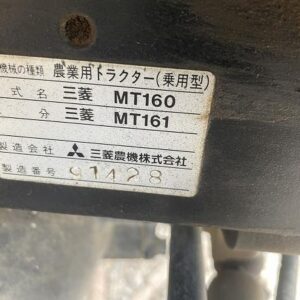 機械の種類 農業用トラクター(乗用型)
式 名 三菱 MT160
分 三菱 MT161
製造会社 三菱農機株式会社
製造番号 91428